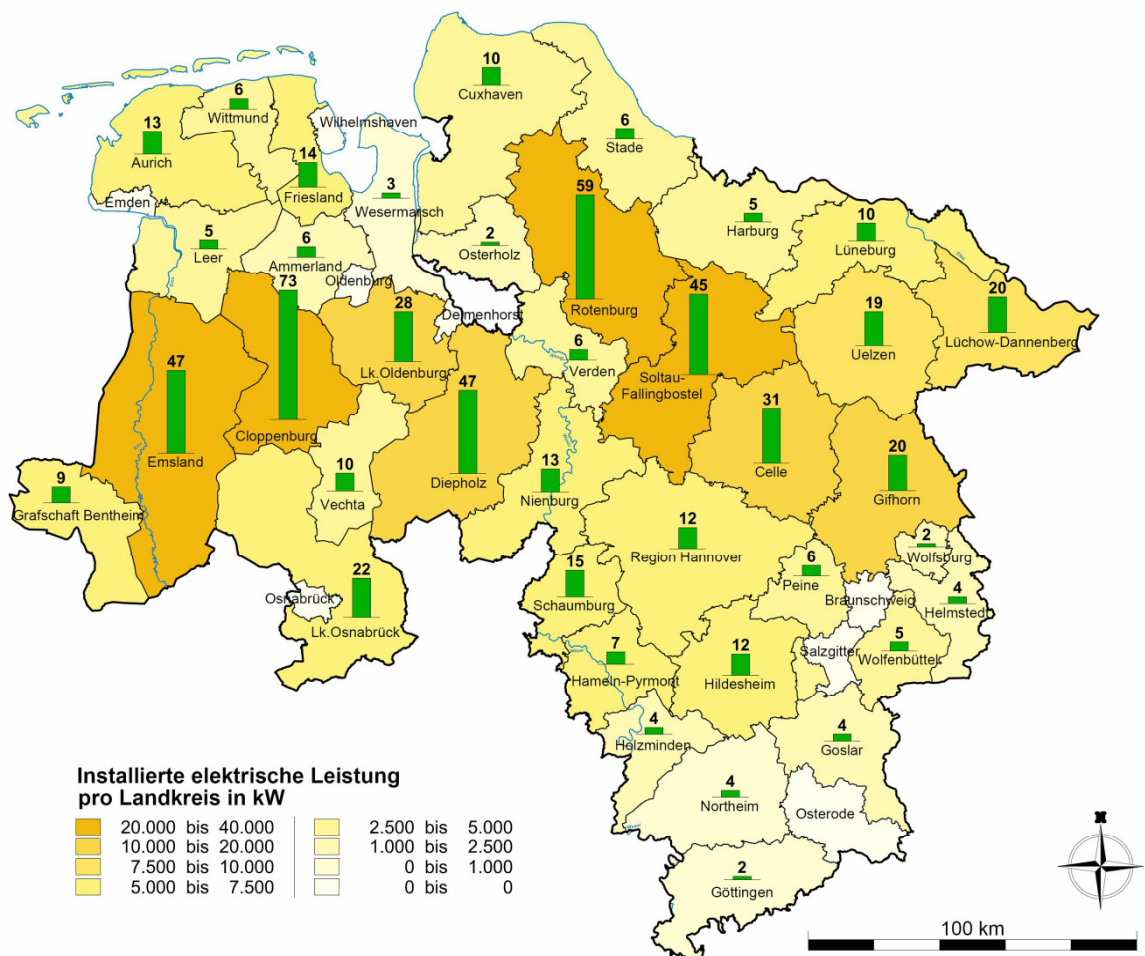 10
Cuxhaven
6
Wittmund
Wilhelmshaven
13
Aurich
6
Stade
14
Friesland
59
Rotenburg
3
Wesermarsch
Emden
5
Harburg
10
Lüneburg
5
Leer
6
Ammerland
2
Osterholz
Oldenburg
73
Cloppenburg
28
Lk.Oldenburg
Delmenhorst
45
Soltau-
Fallingbostel
19
Uelzen
20
Lüchow-Dannenberg
6
Verden
47
Emsland
47
Diepholz
31
Celle
20
Gifhorn
9
Grafschaft Bentheim
10
Vechta
13
Nienburg
12
Region Hannover
2
Wolfsburg
22
Lk.Osnabrück
Osnabrück
15
Schaumburg
6
Peine
Braunschweig
4
Helmstedt
7
Hameln-Pyrmont
12
Hildesheim
Salzgitter
5
Wolfenbüttel
4
Holzminden
4
Goslar
4
Northeim
Osterode
2
Göttingen
Installierte elektrische Leistung
pro Landkreis in kW
20.000 bis 40.000
10.000 bis 20.000
7.500 bis 10.000
5.000 bis 7.500
2.500 bis 5.000
1.000 bis 2.500
0 bis 1.000
0 bis 0
N
100 km